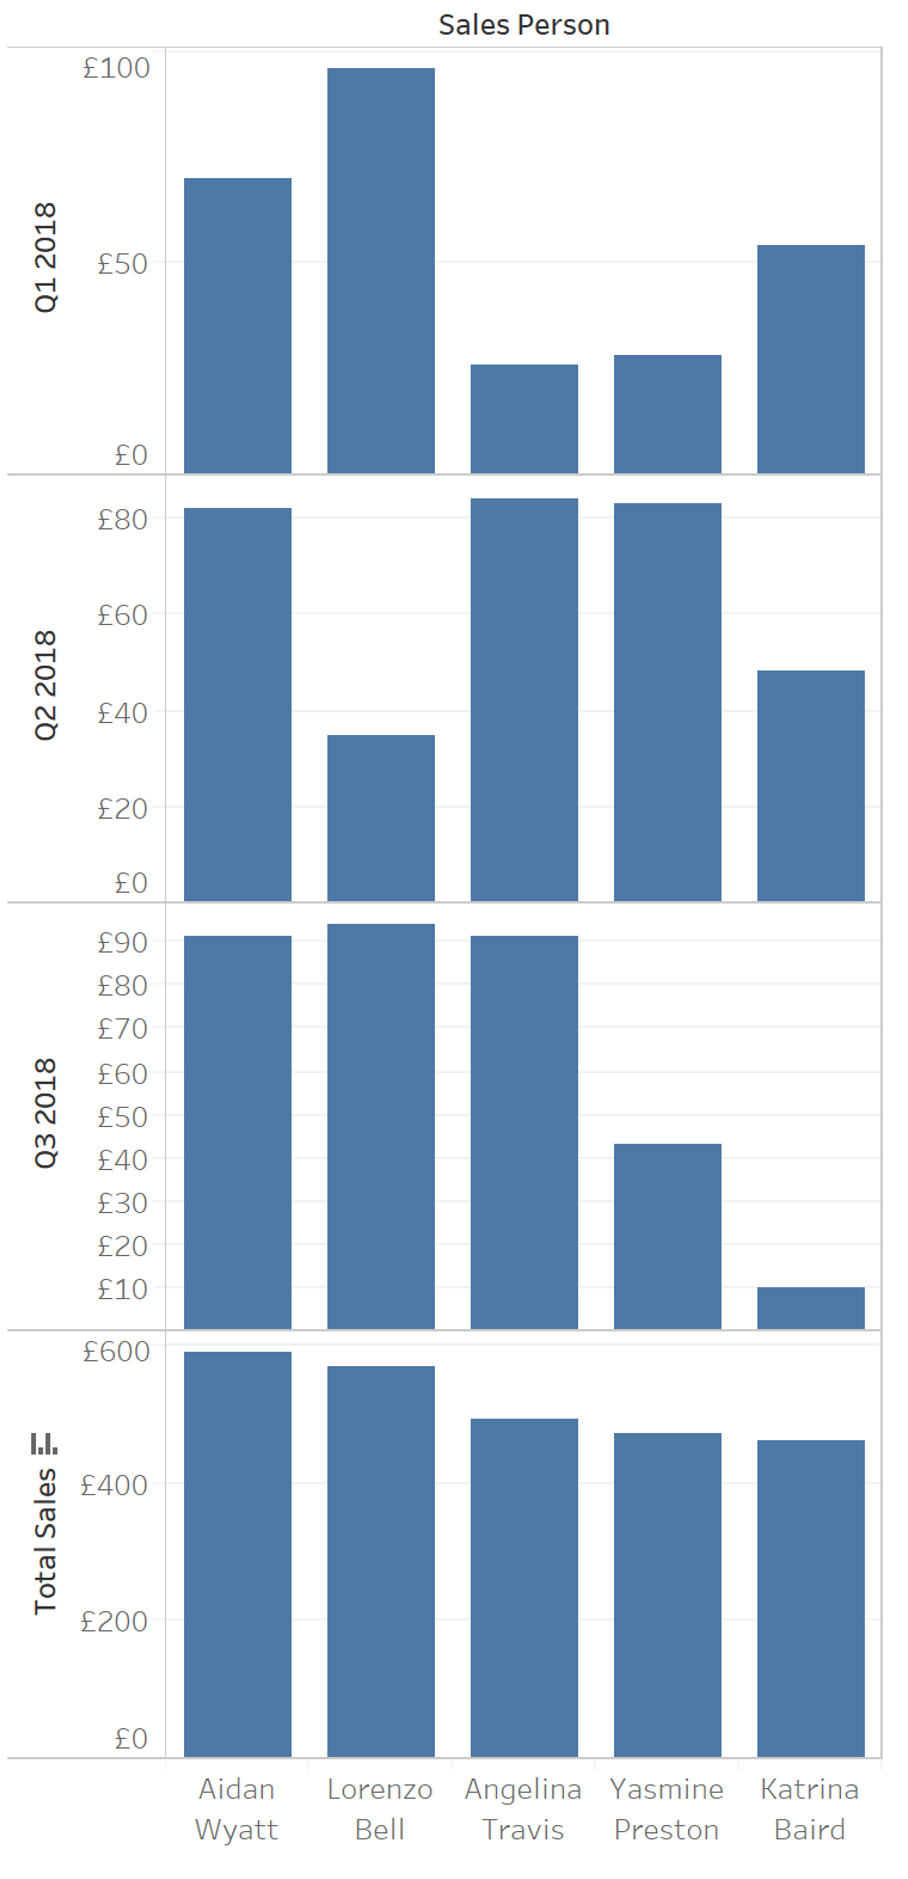 Sales Person
Q1 2018
£100
£50
£0
Q2 2018
£80
£60
£40
£20
£0
Q3 2018
£90
£80
£70
£60
£50
£40
£30
£20
£10
Total Sales
£600
£400
£200
£0
Aidan Wyatt
Lorenzo Bell
Angelina Travis
Yasmine Preston
Katrina Baird